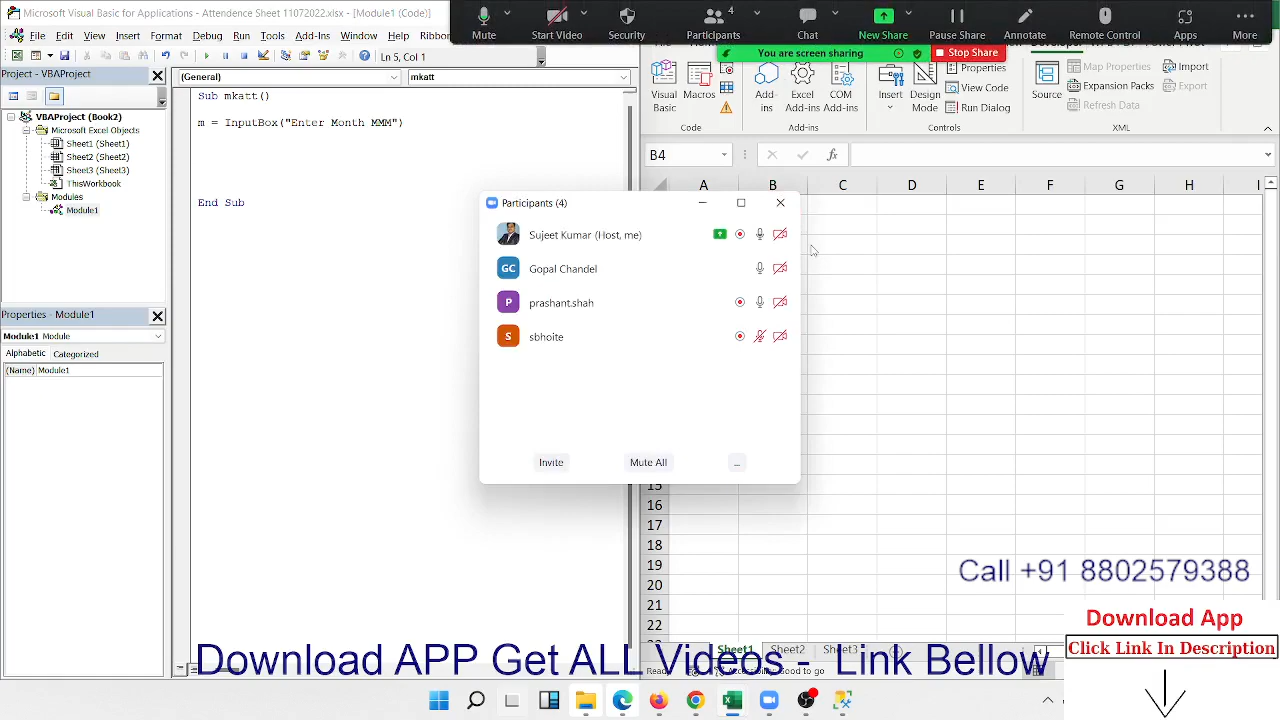 Microsoft Visual Basic for Applications - Attendence Sheet 11072022.xlsx - [Module1 (Code)]
Mute
Start Video
Security
Participants
4
Chat
New Share
Pause Share
Annotate
Remote Control
Apps
More
File Edit View Insert Format Debug Run Tools Add-Ins Window Help
You are screen sharing
Stop Share
Ln 5, Col 1
Project - VBAProject
(General)
mkatt
VBAProject (Book2)
Microsoft Excel Objects
Sheet1 (Sheet1)
Sheet2 (Sheet2)
Sheet3 (Sheet3)
ThisWorkbook
Modules
Module1
Sub mkatt()
m = InputBox("Enter Month MMM")
End Sub
Properties - Module1
Module1 Module
Alphabetic
Categorized
(Name) Module1
Visual Basic
Macros
Code
Add-ins
Excel Add-ins
COM Add-ins
Add-ins
Insert
Design Mode
Properties
View Code
Run Dialog
Controls
Source
Map Properties
Expansion Packs
Refresh Data
Import
Export
XML
B4
fx
A B C D E F G H I
Participants (4)
Sujeet Kumar (Host, me)
GC Gopal Chandel
P prashant.shah
S sbhoite
Invite
Mute All
...
15
16
17
18
19
20
21
22
Call +91 8802579388
Download App
Click Link In Description
Sheet1 Sheet2 Sheet3
Download APP Get ALL Videos - Link Bellow